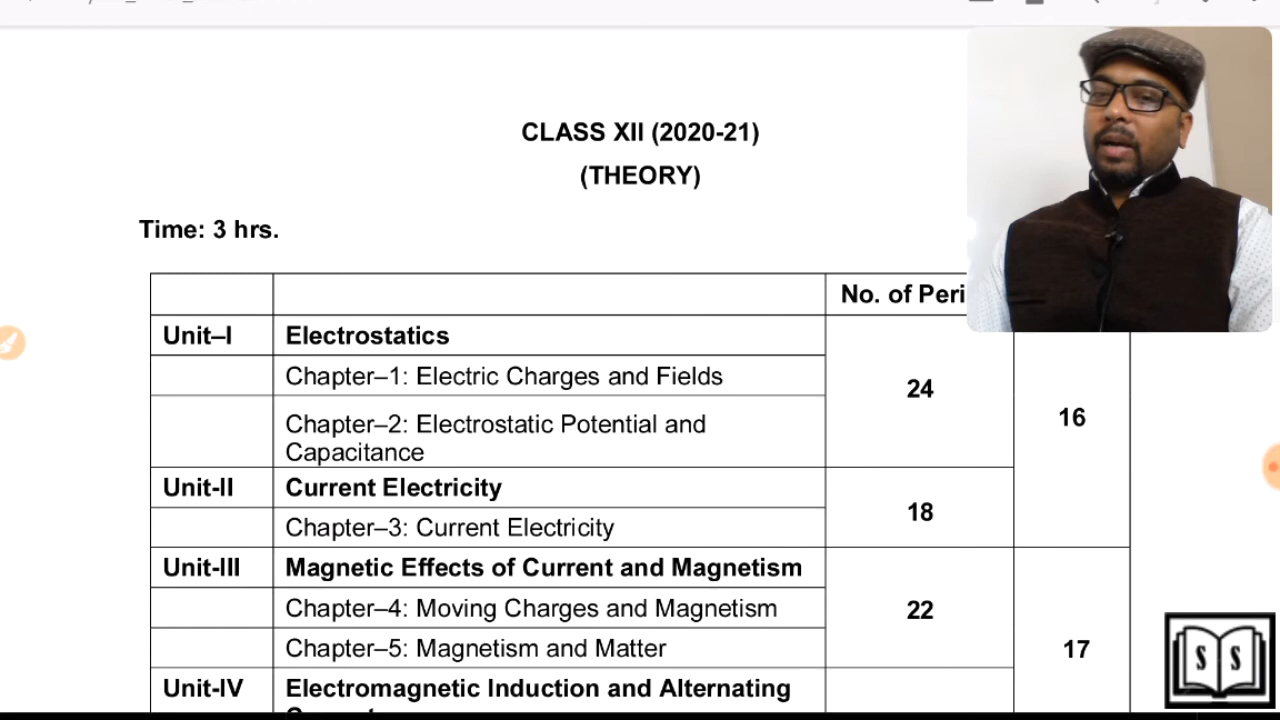 CLASS XII (2020-21)
(THEORY)
Time: 3 hrs.
No. of Peri
Unit–I Electrostatics
Chapter–1: Electric Charges and Fields
24
16
Chapter–2: Electrostatic Potential and
Capacitance
Unit-II Current Electricity
18
Chapter–3: Current Electricity
Unit-III Magnetic Effects of Current and Magnetism
Chapter–4: Moving Charges and Magnetism
22
Chapter–5: Magnetism and Matter
17
Unit-IV Electromagnetic Induction and Alternating
S S